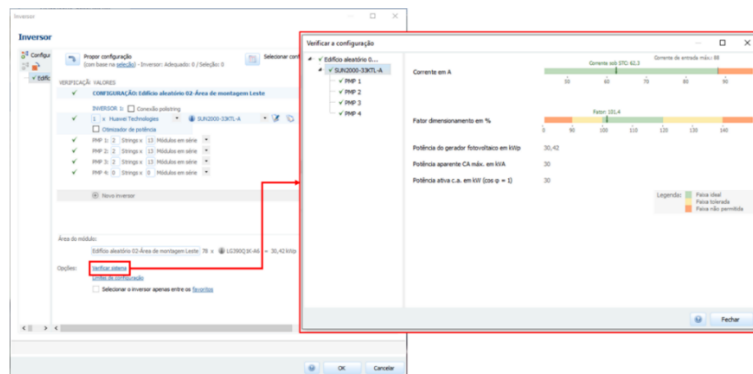 Inversor
Inversor
Configur
Propor configuração
(com base na seleção) - Inversor: Adequado: 0 / Seleção: 0
Selecionar conf
Edific
VERIFICAÇÃO VALORES
CONFIGURAÇÃO: Edifício aleatório 02-Área de montagem Leste
INVERSOR 1: Conexão polistring
1 x Huawei Technologies SUN2000-33KTL-A
Otimizador de potência
PMP 1: 2 Strings x 13 Módulos em série
PMP 2: 2 Strings x 13 Módulos em série
PMP 3: 2 Strings x 13 Módulos em série
PMP 4: 0 Strings x 0 Módulos em série
Novo inversor
Área do módulo:
Edifício aleatório 02-Área de montagem Leste 78 x LG390Q1K-A6 = 30,42 kWp
Opções: Verificar sistema
Limites de configuração
Selecionar o inversor apenas entre os favoritos
OK Cancelar
Verificar a configuração
Edifício aleatório 0...
SUN2000-33KTL-A
PMP 1
PMP 2
PMP 3
PMP 4
Corrente em A
Corrente sob STC: 62,3
Corrente de entrada máx.: 88
50 60 70 80 90
Fator dimensionamento em %
Fator: 101,4
0 90 100 110 120 130 140
Potência do gerador fotovoltaico em kWp 30,42
Potência aparente CA máx. em kVA 30
Potência ativa c.a. em kW (cos φ = 1) 30
Legenda: Faixa ideal
Faixa tolerada
Faixa não permitida
Fechar